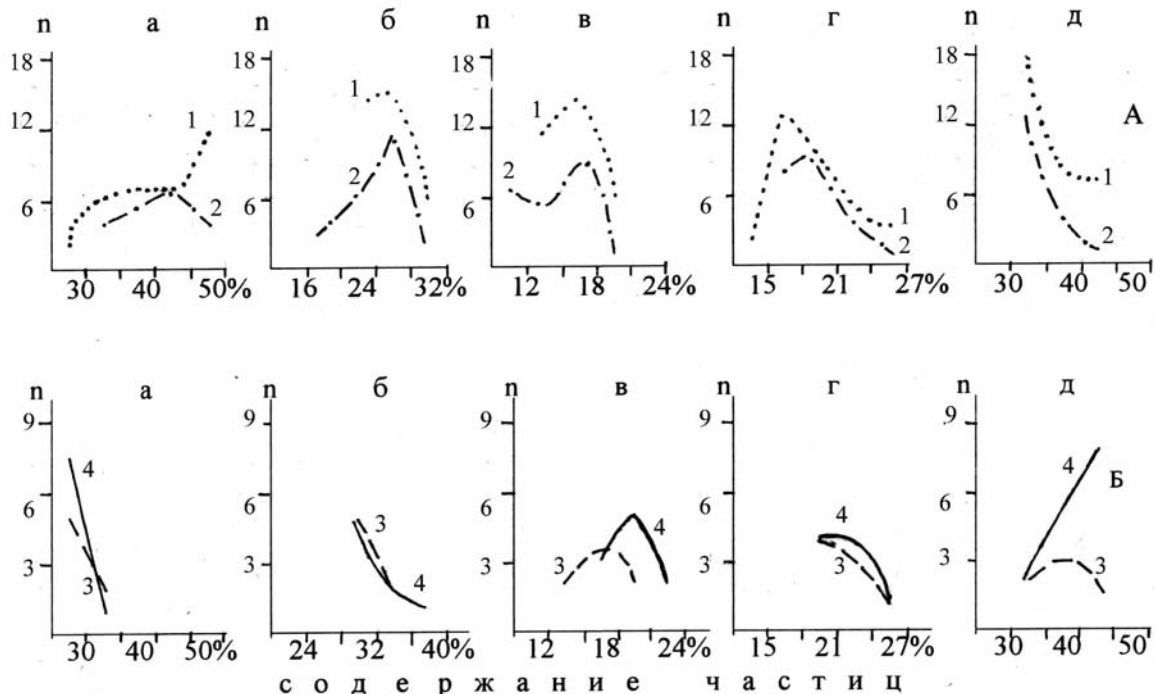 n а n б n в n г n д
18 18 18 18 18
12 12 12 12 12
6 6 6 6 6
1 2 1 2 1 2 1 2 1 2 А
30 40 50% 16 24 32% 12 18 24% 15 21 27% 30 40 50
n а n б n в n г n д
9 9 9 9 9
6 6 6 6 6
3 3 3 3 3
4 3 3 4 3 4 4 3 4 3 Б
30 40 50% 24 32 40% 12 18 24% 15 21 27% 30 40 50
содержание частиц